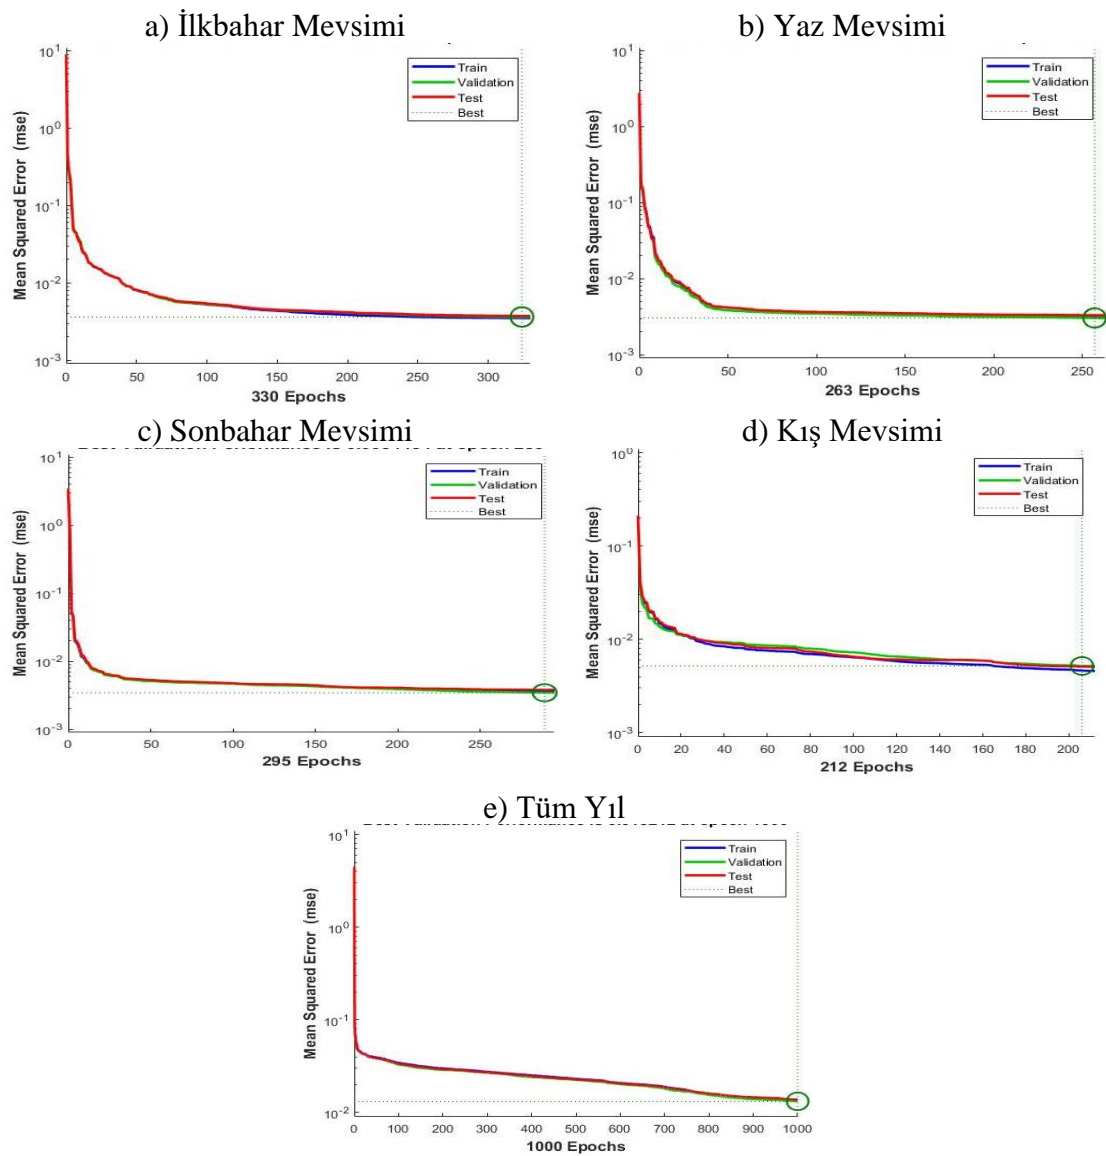 a) İlkbahar Mevsimi
10^1
10^0
10^-1
10^-2
10^-3
Mean Squared Error (mse)
Train
Validation
Test
Best
0 50 100 150 200 250 300
330 Epochs
b) Yaz Mevsimi
10^1
10^0
10^-1
10^-2
10^-3
Mean Squared Error (mse)
Train
Validation
Test
Best
0 50 100 150 200 250
263 Epochs
c) Sonbahar Mevsimi
10^1
10^0
10^-1
10^-2
10^-3
Mean Squared Error (mse)
Train
Validation
Test
Best
0 50 100 150 200 250
295 Epochs
d) Kış Mevsimi
10^0
10^-1
10^-2
10^-3
Mean Squared Error (mse)
Train
Validation
Test
Best
0 20 40 60 80 100 120 140 160 180 200
212 Epochs
e) Tüm Yıl
10^1
10^0
10^-1
10^-2
Mean Squared Error (mse)
Train
Validation
Test
Best
0 100 200 300 400 500 600 700 800 900 1000
1000 Epochs